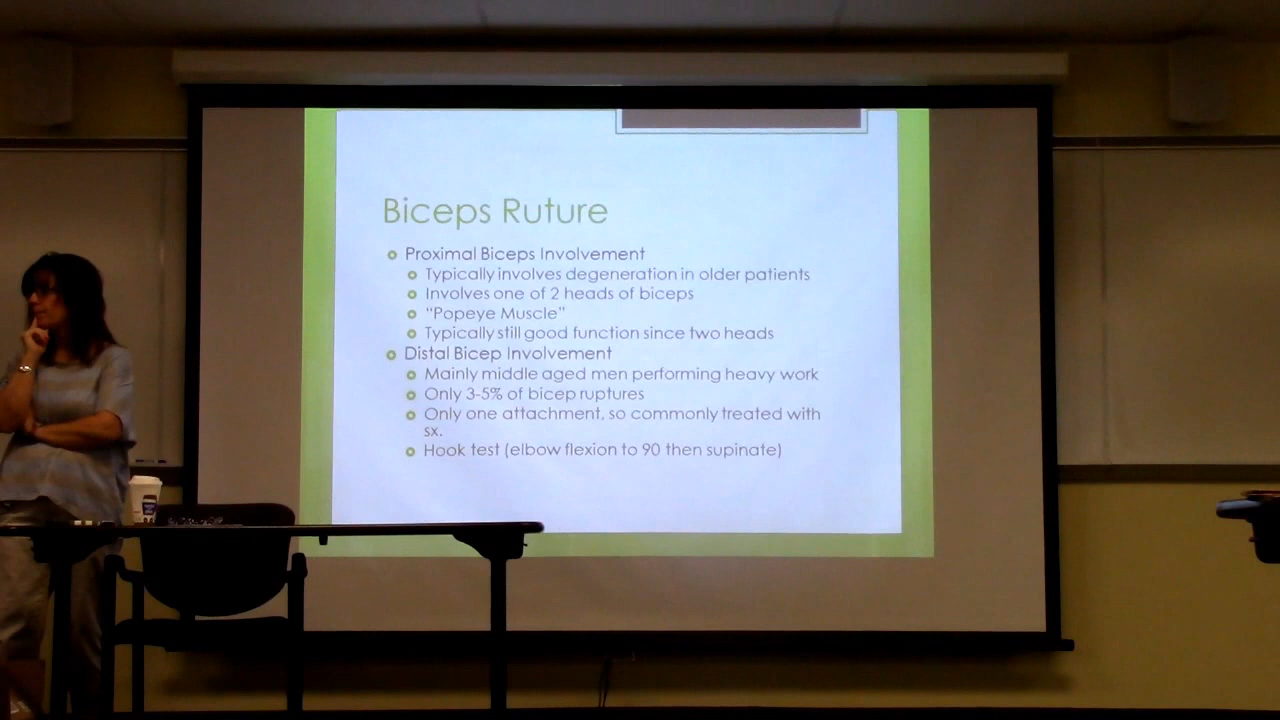 Biceps Ruture
Proximal Biceps Involvement
Typically involves degeneration in older patients
Involves one of 2 heads of biceps
"Popeye Muscle"
Typically still good function since two heads
Distal Bicep Involvement
Mainly middle aged men performing heavy work
Only 3-5% of bicep ruptures
Only one attachment, so commonly treated with
sx.
Hook test (elbow flexion to 90 then supinate)